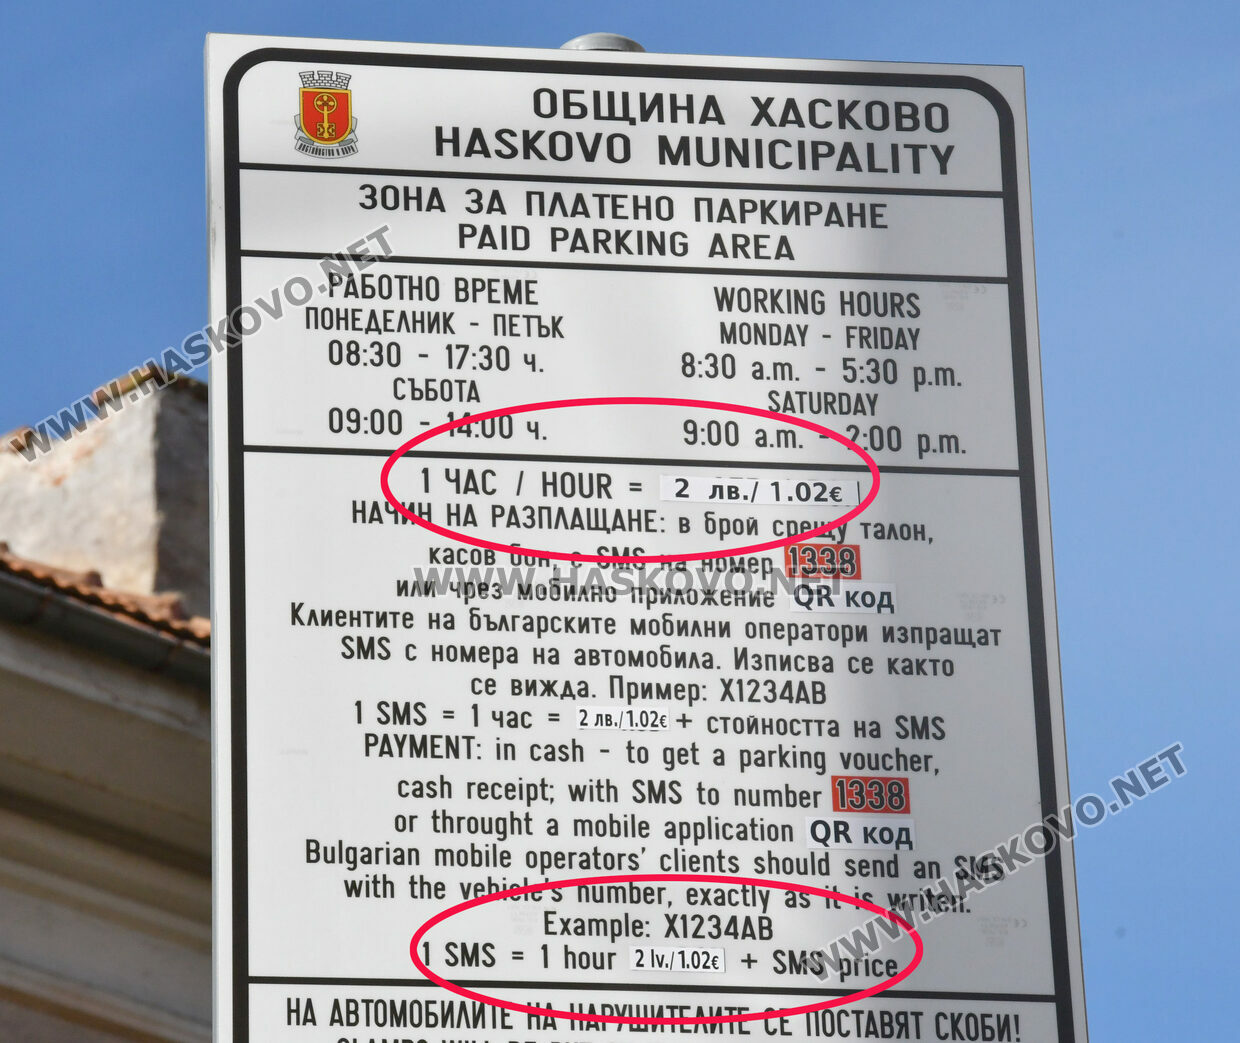 ОБЩИНА ХАСКОВО
HASKOVO MUNICIPALITY
ЗОНА ЗА ПЛАТЕНО ПАРКИРАНЕ
PAID PARKING AREA
РАБОТНО ВРЕМЕ
ПОНЕДЕЛНИК - ПЕТЪК
08:30 - 17:30 ч.
СЪБОТА
09:00 - 14:00 ч.
WORKING HOURS
MONDAY - FRIDAY
8:30 a.m. - 5:30 p.m.
SATURDAY
9:00 a.m. - 2:00 p.m.
1 ЧАС / HOUR = 2 лв./ 1.02€
НАЧИН НА РАЗПЛАЩАНЕ: в брой срещу талон,
касов бон, с SMS на номер 1338
или чрез мобилно приложение QR код
Клиентите на българските мобилни оператори изпращат
SMS с номера на автомобила. Изписва се както
се вижда. Пример: X1234AB
1 SMS = 1 час = 2 лв./1.02€ + стойността на SMS
PAYMENT: in cash - to get a parking voucher,
cash receipt; with SMS to number 1338
or throught a mobile application QR код
Bulgarian mobile operators' clients should send an SMS
with the vehicle's number, exactly as it is writen.
Example: X1234AB
1 SMS = 1 hour 2 lv./1.02€ + SMS price
НА АВТОМОБИЛИТЕ НА НАРУШИТЕЛИТЕ СЕ ПОСТАВЯТ СКОБИ!
WWW.HASKOVO.NET
WWW.HASKOVO.NET
WWW.HASKOVO.NET